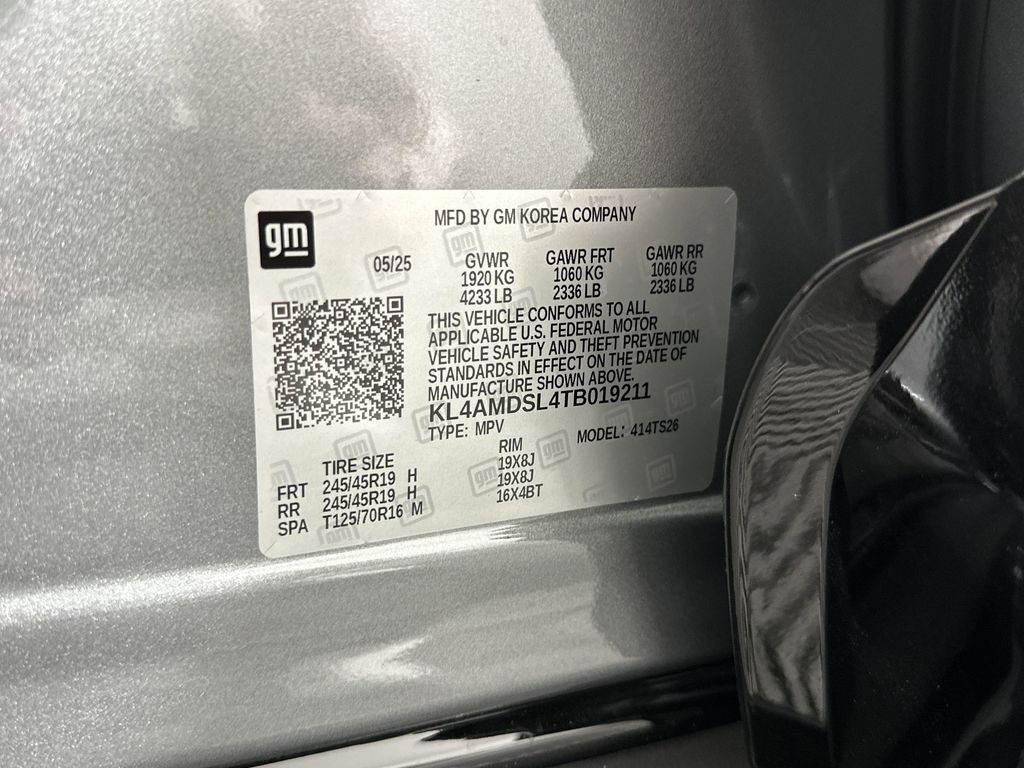 gm
MFD BY GM KOREA COMPANY
05/25
GVWR GAWR FRT GAWR RR
1920 KG 1060 KG 1060 KG
4233 LB 2336 LB 2336 LB
THIS VEHICLE CONFORMS TO ALL
APPLICABLE U.S. FEDERAL MOTOR
VEHICLE SAFETY AND THEFT PREVENTION
STANDARDS IN EFFECT ON THE DATE OF
MANUFACTURE SHOWN ABOVE.
KL4AMDSL4TB019211
TYPE: MPV MODEL: 414TS26
TIRE SIZE RIM
FRT 245/45R19 H 19X8J
RR 245/45R19 H 19X8J
SPA T125/70R16 M 16X4BT